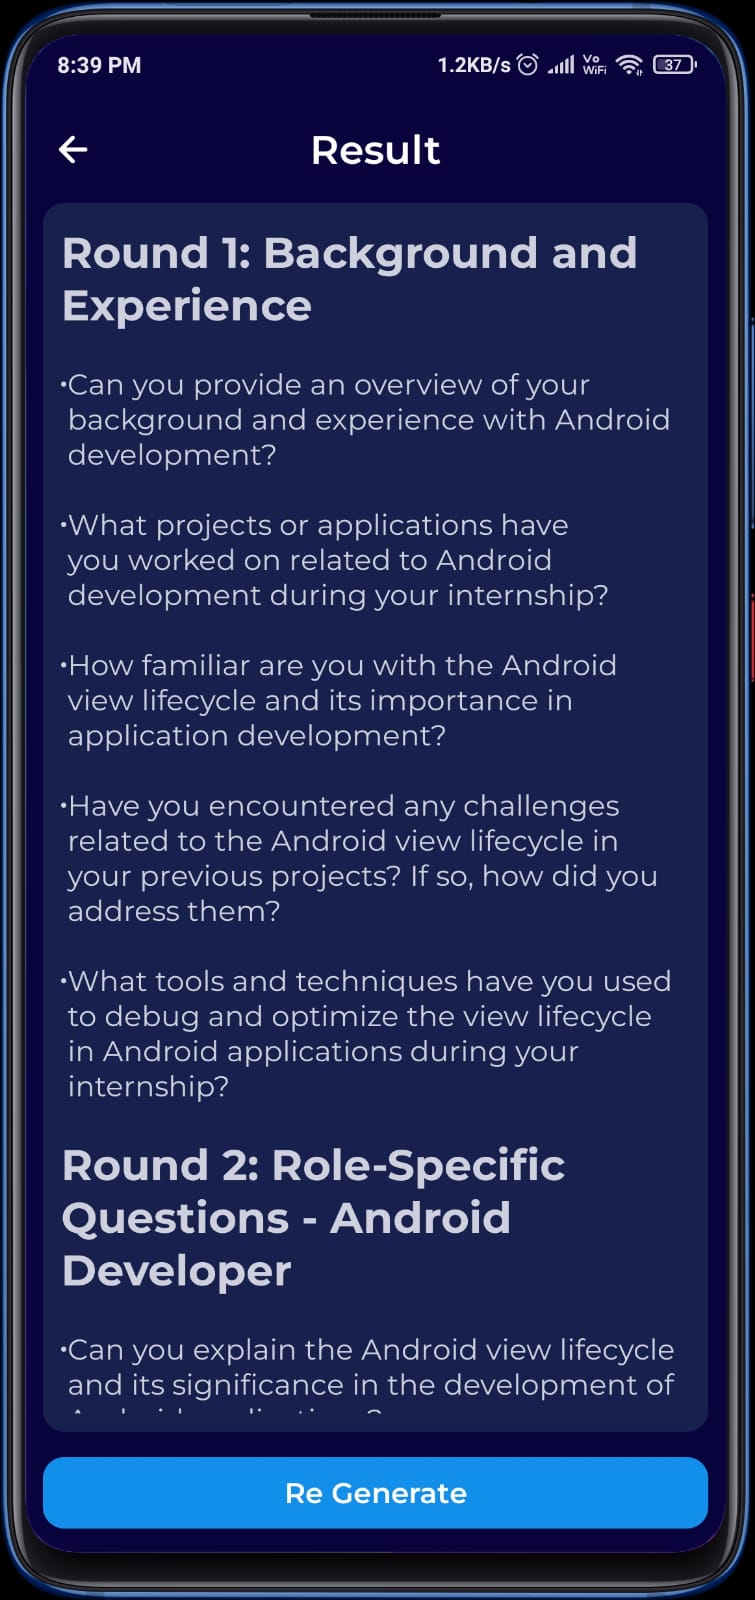 8:39 PM 1.2KB/s Vo WiFi 37
Result
Round 1: Background and
Experience
•Can you provide an overview of your
background and experience with Android
development?
•What projects or applications have
you worked on related to Android
development during your internship?
•How familiar are you with the Android
view lifecycle and its importance in
application development?
•Have you encountered any challenges
related to the Android view lifecycle in
your previous projects? If so, how did you
address them?
•What tools and techniques have you used
to debug and optimize the view lifecycle
in Android applications during your
internship?
Round 2: Role-Specific
Questions - Android
Developer
•Can you explain the Android view lifecycle
and its significance in the development of
Re Generate